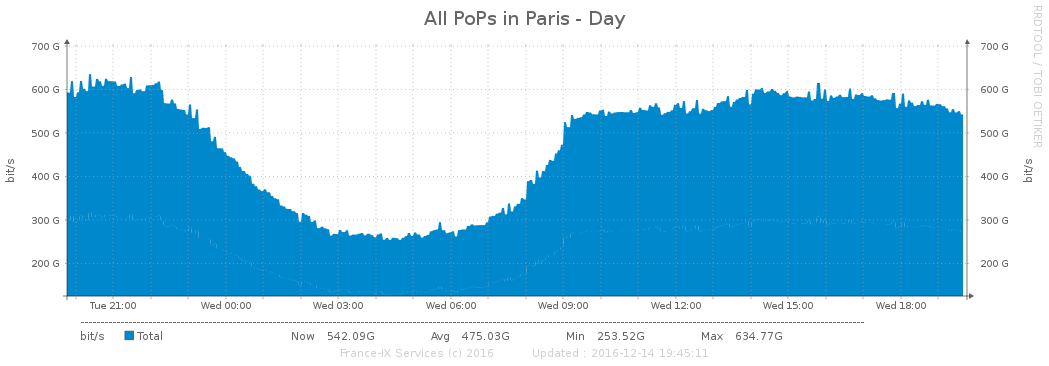 All PoPs in Paris - Day
RRDTOOL / TOBI OETIKER
700 G 700 G
600 G 600 G
500 G 500 G
400 G 400 G
300 G 300 G
200 G 200 G
bit/s bit/s
Tue 21:00 Wed 00:00 Wed 03:00 Wed 06:00 Wed 09:00 Wed 12:00 Wed 15:00 Wed 18:00
bit/s Total Now 542.09G Avg 475.03G Min 253.52G Max 634.77G
France-IX Services (c) 2016 Updated : 2016-12-14 19:45:11